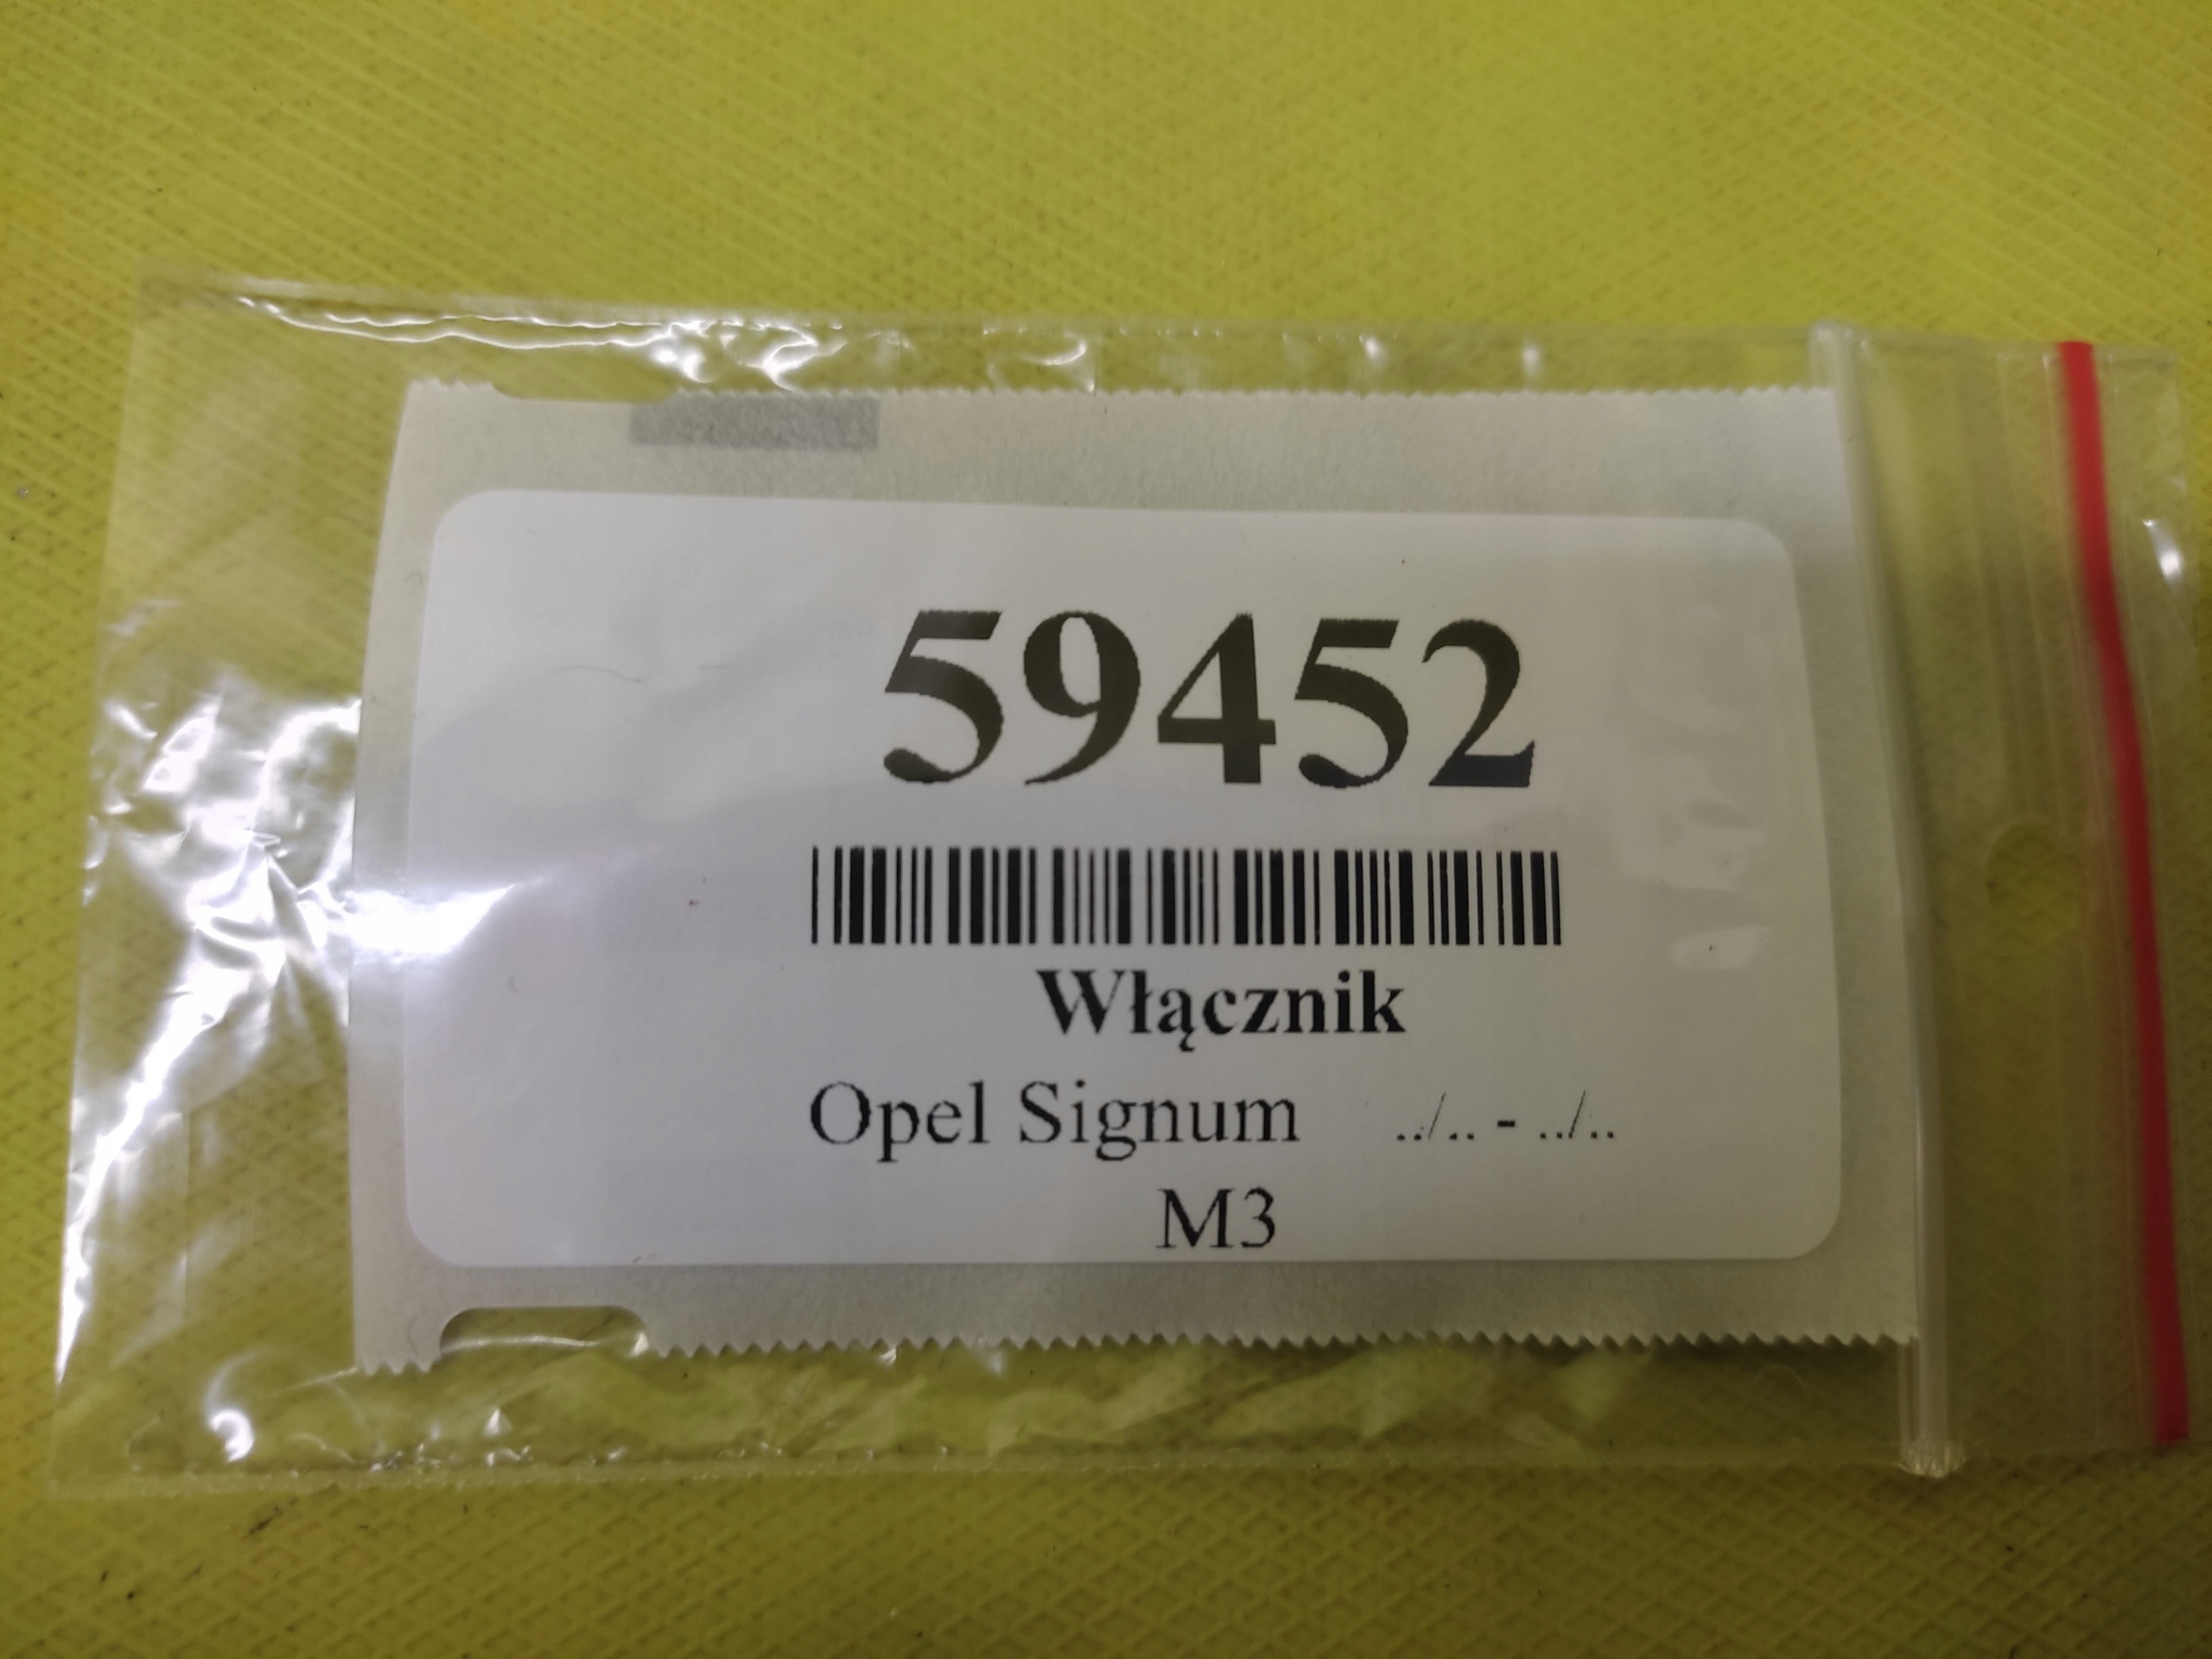 59452
Włącznik
Opel Signum ../.. - ../..
M3